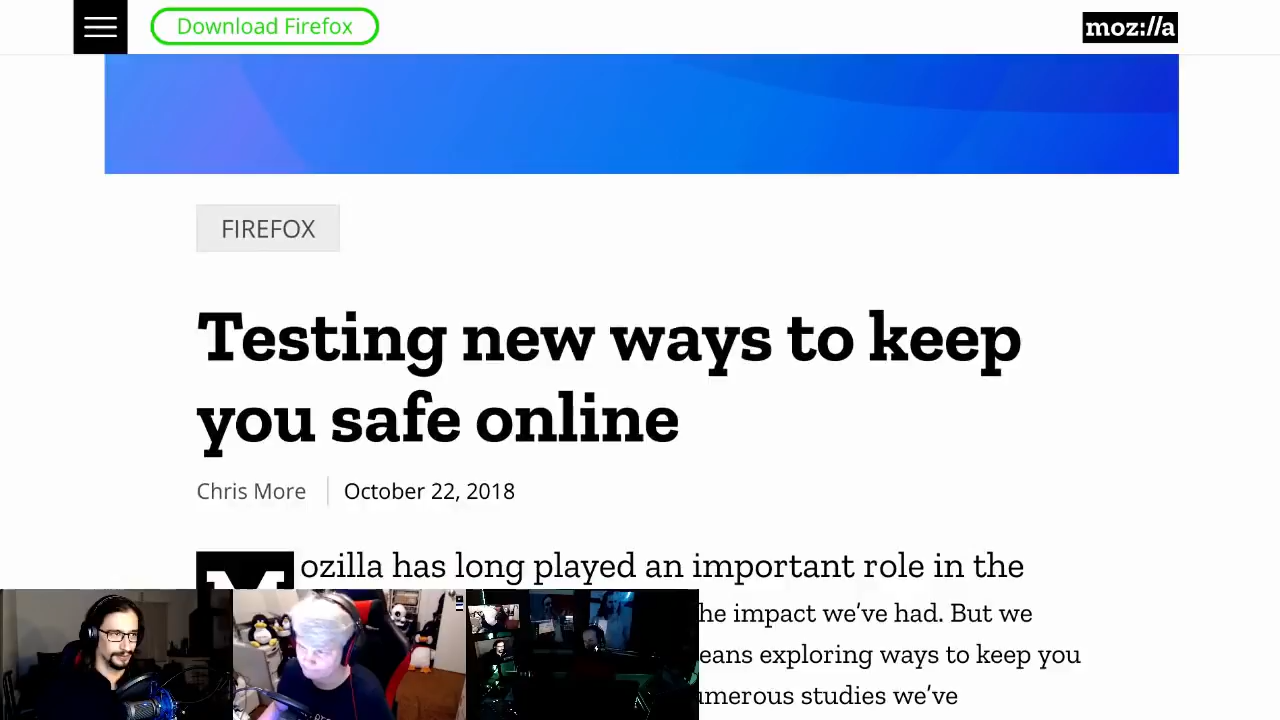 Download Firefox
moz://a
FIREFOX
Testing new ways to keep
you safe online
Chris More
October 22, 2018
Mozilla has long played an important role in the
he impact we've had. But we
eans exploring ways to keep you
umerous studies we've